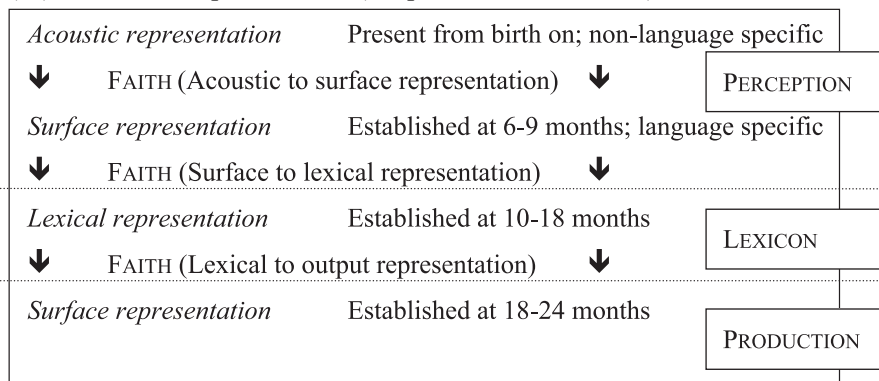 Acoustic representation Present from birth on; non-language specific
🡻 FAITH (Acoustic to surface representation) 🡻
PERCEPTION
Surface representation Established at 6-9 months; language specific
🡻 FAITH (Surface to lexical representation) 🡻
Lexical representation Established at 10-18 months
LEXICON
🡻 FAITH (Lexical to output representation) 🡻
Surface representation Established at 18-24 months
PRODUCTION